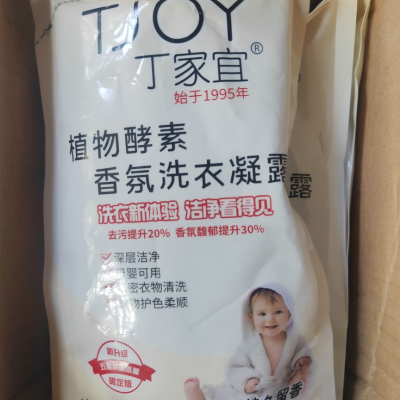 TJOY
丁家宜®
始于1995年
植物酵素
香氛洗衣凝露
露
洗衣新体验 洁净看得见
去污提升20% 香氛馥郁提升30%
深层洁净
婴可用
密衣物清洗
物护色柔顺
新升级
限定版
留香